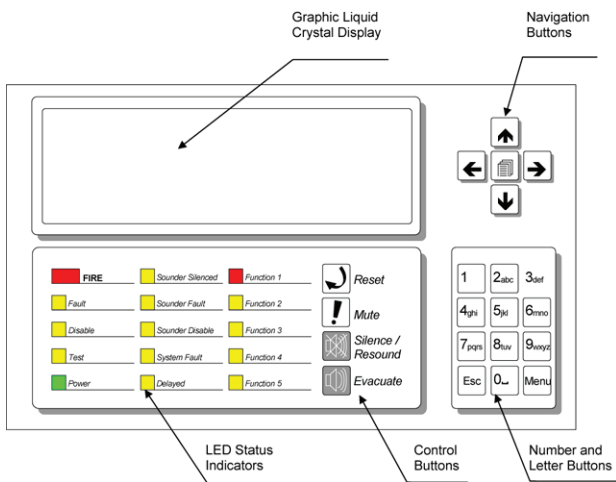 Graphic Liquid
Crystal Display
Navigation
Buttons
FIRE
Fault
Disable
Test
Power
Sounder Silenced
Sounder Fault
Sounder Disable
System Fault
Delayed
Function 1
Function 2
Function 3
Function 4
Function 5
Reset
Mute
Silence /
Resound
Evacuate
1 2abc 3def
4ghi 5jkl 6mno
7pqrs 8tuv 9wxyz
Esc 0 Menu
LED Status
Indicators
Control
Buttons
Number and
Letter Buttons